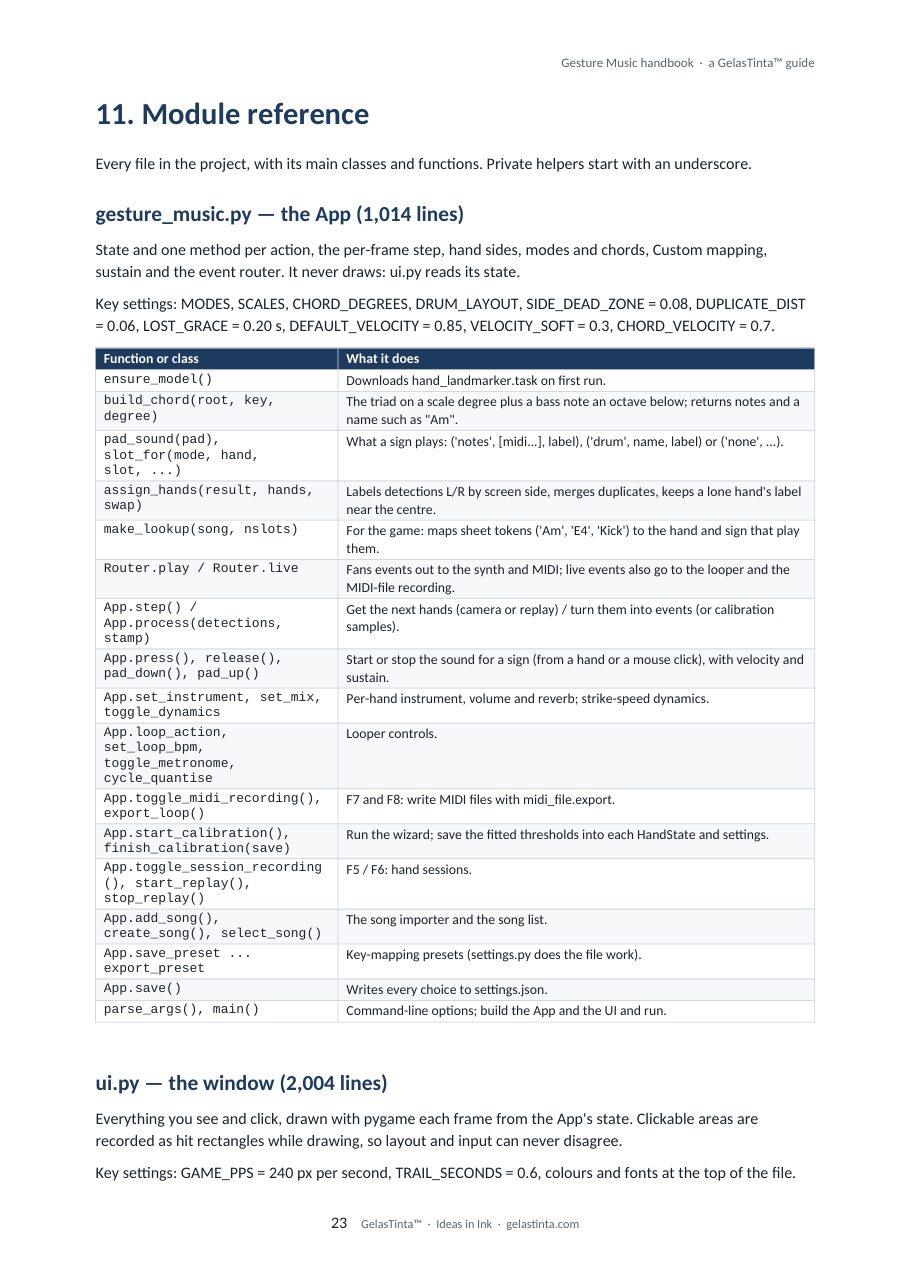 Gesture Music handbook · a GelasTinta™ guide
11. Module reference
Every file in the project, with its main classes and functions. Private helpers start with an underscore.
gesture_music.py — the App (1,014 lines)
State and one method per action, the per-frame step, hand sides, modes and chords, Custom mapping,
sustain and the event router. It never draws: ui.py reads its state.
Key settings: MODES, SCALES, CHORD_DEGREES, DRUM_LAYOUT, SIDE_DEAD_ZONE = 0.08, DUPLICATE_DIST
= 0.06, LOST_GRACE = 0.20 s, DEFAULT_VELOCITY = 0.85, VELOCITY_SOFT = 0.3, CHORD_VELOCITY = 0.7.
Function or class
What it does
ensure_model()
Downloads hand_landmarker.task on first run.
build_chord(root, key,
degree)
The triad on a scale degree plus a bass note an octave below; returns notes and a
name such as "Am".
pad_sound(pad),
slot_for(mode, hand,
slot, ...)
What a sign plays: ('notes', [midi...], label), ('drum', name, label) or ('none', ...).
assign_hands(result, hands,
swap)
Labels detections L/R by screen side, merges duplicates, keeps a lone hand's label
near the centre.
make_lookup(song, nslots)
For the game: maps sheet tokens ('Am', 'E4', 'Kick') to the hand and sign that play
them.
Router.play / Router.live
Fans events out to the synth and MIDI; live events also go to the looper and the
MIDI-file recording.
App.step() /
App.process(detections,
stamp)
Get the next hands (camera or replay) / turn them into events (or calibration
samples).
App.press(), release(),
pad_down(), pad_up()
Start or stop the sound for a sign (from a hand or a mouse click), with velocity and
sustain.
App.set_instrument, set_mix,
toggle_dynamics
Per-hand instrument, volume and reverb; strike-speed dynamics.
App.loop_action,
set_loop_bpm,
toggle_metronome,
cycle_quantise
Looper controls.
App.toggle_midi_recording(),
export_loop()
F7 and F8: write MIDI files with midi_file.export.
App.start_calibration(),
finish_calibration(save)
Run the wizard; save the fitted thresholds into each HandState and settings.
App.toggle_session_recording
(), start_replay(),
stop_replay()
F5 / F6: hand sessions.
App.add_song(),
create_song(), select_song()
The song importer and the song list.
App.save_preset ...
export_preset
Key-mapping presets (settings.py does the file work).
App.save()
Writes every choice to settings.json.
parse_args(), main()
Command-line options; build the App and the UI and run.
ui.py — the window (2,004 lines)
Everything you see and click, drawn with pygame each frame from the App's state. Clickable areas are
recorded as hit rectangles while drawing, so layout and input can never disagree.
Key settings: GAME_PPS = 240 px per second, TRAIL_SECONDS = 0.6, colours and fonts at the top of the file.
23 GelasTinta™ · Ideas in Ink · gelastinta.com